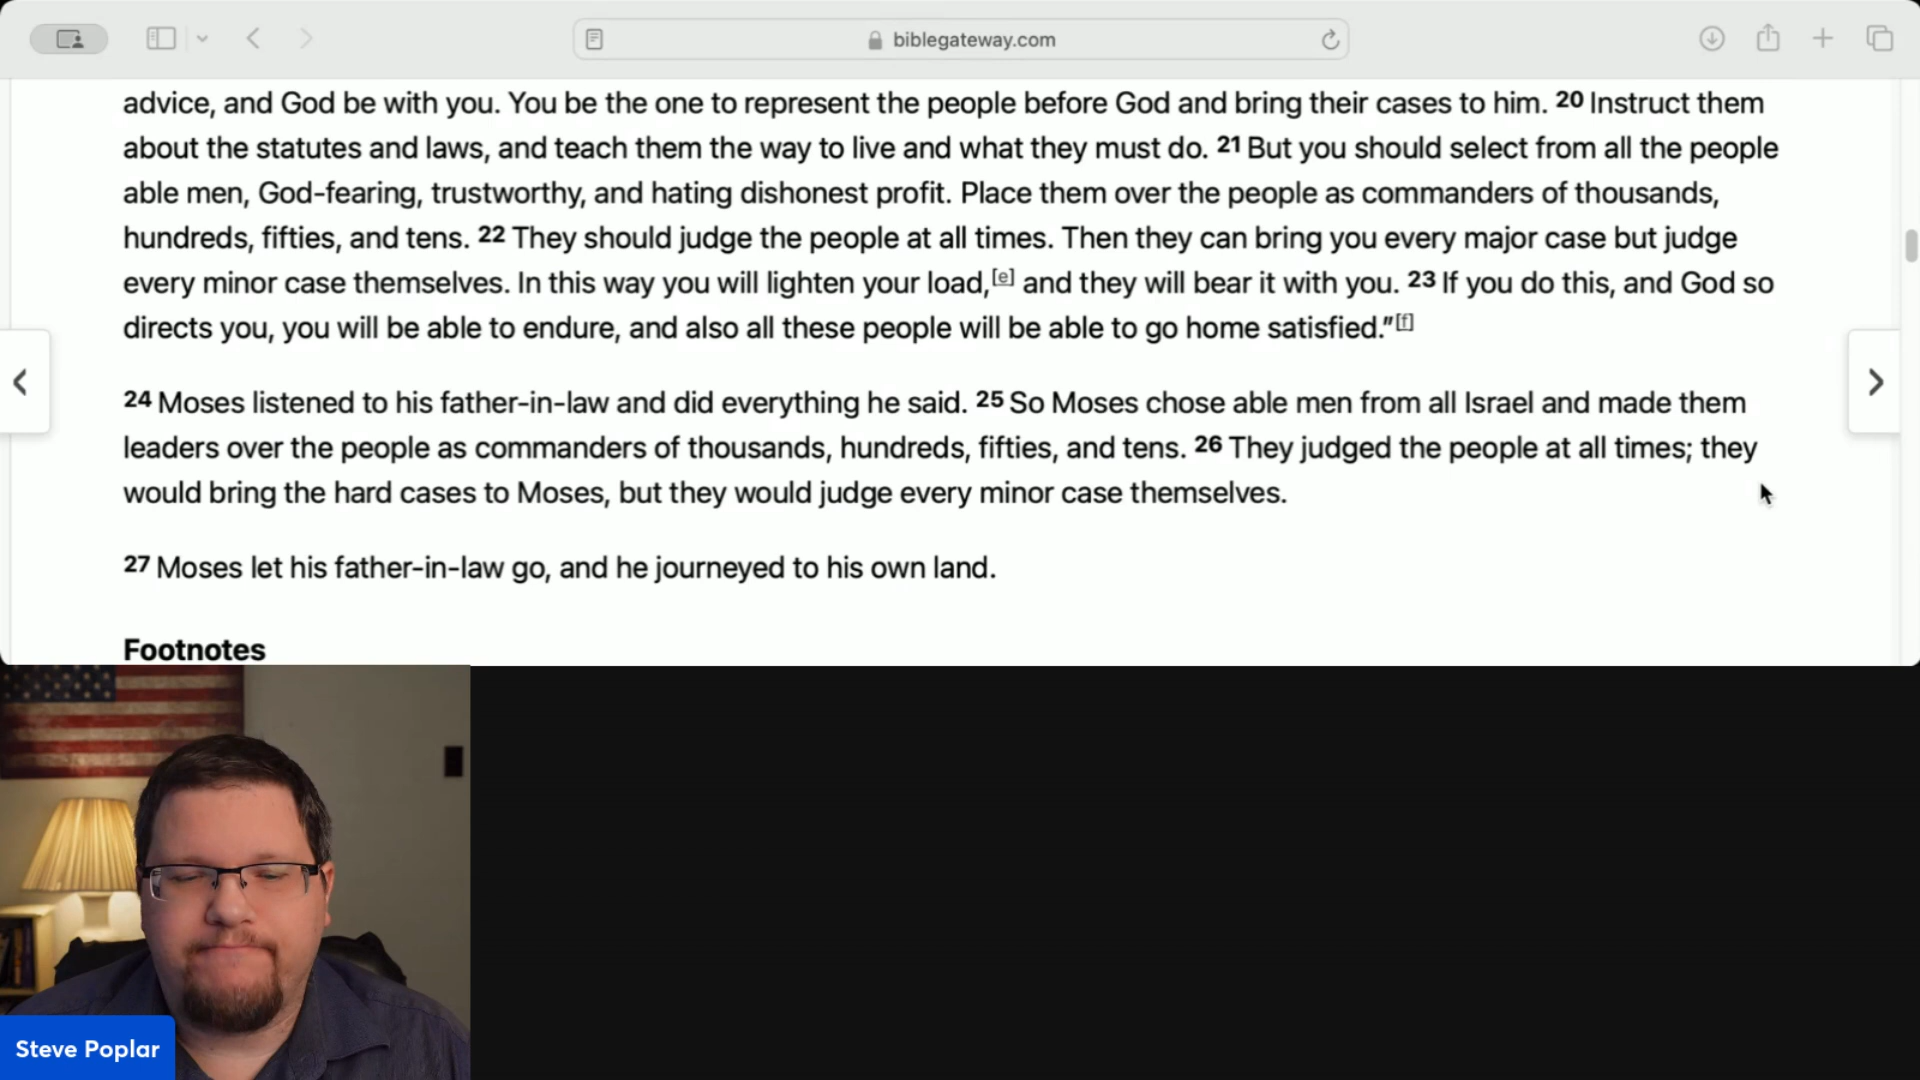 biblegateway.com
advice, and God be with you. You be the one to represent the people before God and bring their cases to him. 20 Instruct them
about the statutes and laws, and teach them the way to live and what they must do. 21 But you should select from all the people
able men, God-fearing, trustworthy, and hating dishonest profit. Place them over the people as commanders of thousands,
hundreds, fifties, and tens. 22 They should judge the people at all times. Then they can bring you every major case but judge
every minor case themselves. In this way you will lighten your load,[e] and they will bear it with you. 23 If you do this, and God so
directs you, you will be able to endure, and also all these people will be able to go home satisfied.”[f]
24 Moses listened to his father-in-law and did everything he said. 25 So Moses chose able men from all Israel and made them
leaders over the people as commanders of thousands, hundreds, fifties, and tens. 26 They judged the people at all times; they
would bring the hard cases to Moses, but they would judge every minor case themselves.
27 Moses let his father-in-law go, and he journeyed to his own land.
Footnotes
Steve Poplar